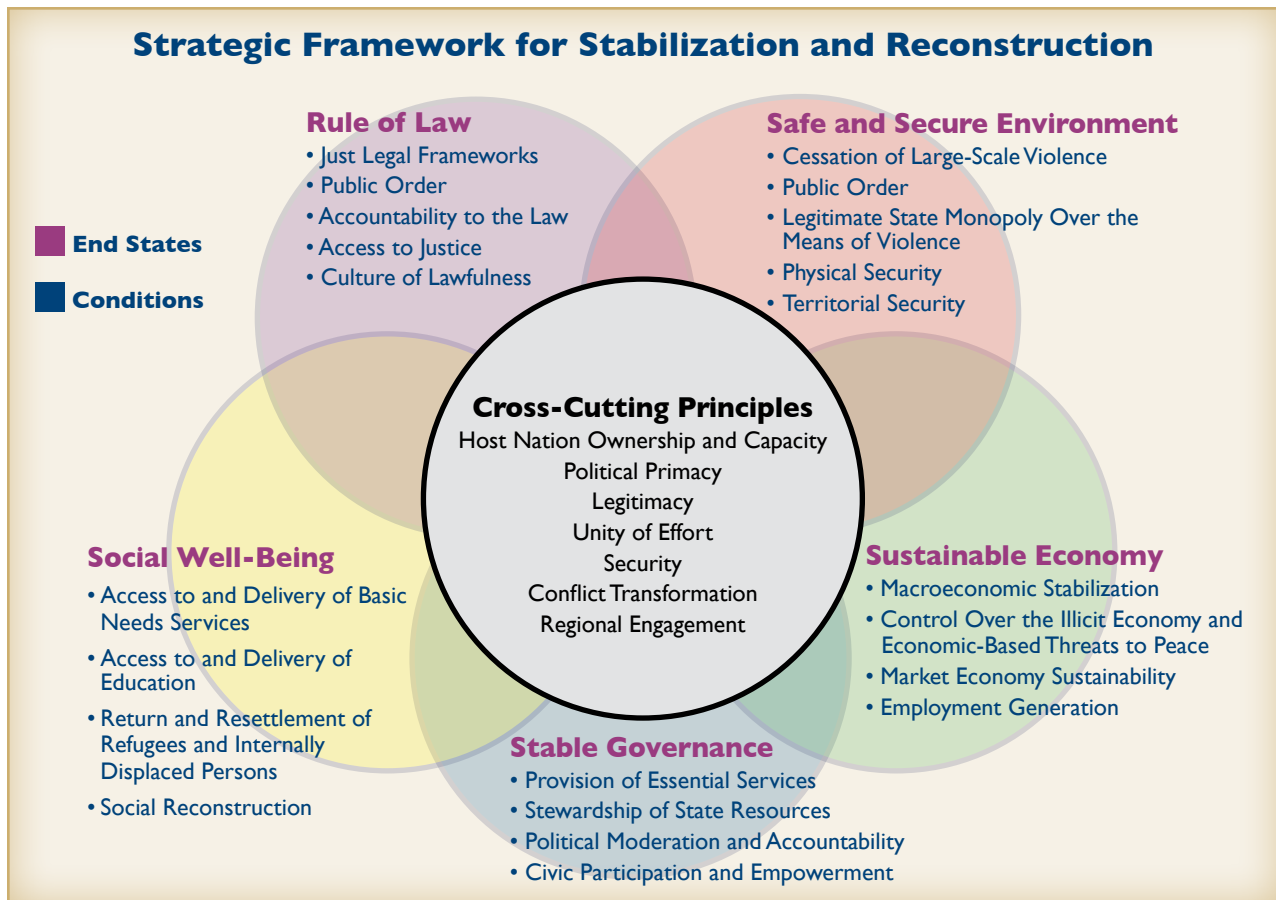 Strategic Framework for Stabilization and Reconstruction
Rule of Law
• Just Legal Frameworks
• Public Order
• Accountability to the Law
• Access to Justice
• Culture of Lawfulness
Safe and Secure Environment
• Cessation of Large-Scale Violence
• Public Order
• Legitimate State Monopoly Over the
Means of Violence
• Physical Security
• Territorial Security
End States
Conditions
Cross-Cutting Principles
Host Nation Ownership and Capacity
Political Primacy
Legitimacy
Unity of Effort
Security
Conflict Transformation
Regional Engagement
Social Well-Being
• Access to and Delivery of Basic
Needs Services
• Access to and Delivery of
Education
• Return and Resettlement of
Refugees and Internally
Displaced Persons
• Social Reconstruction
Sustainable Economy
• Macroeconomic Stabilization
• Control Over the Illicit Economy and
Economic-Based Threats to Peace
• Market Economy Sustainability
• Employment Generation
Stable Governance
• Provision of Essential Services
• Stewardship of State Resources
• Political Moderation and Accountability
• Civic Participation and Empowerment